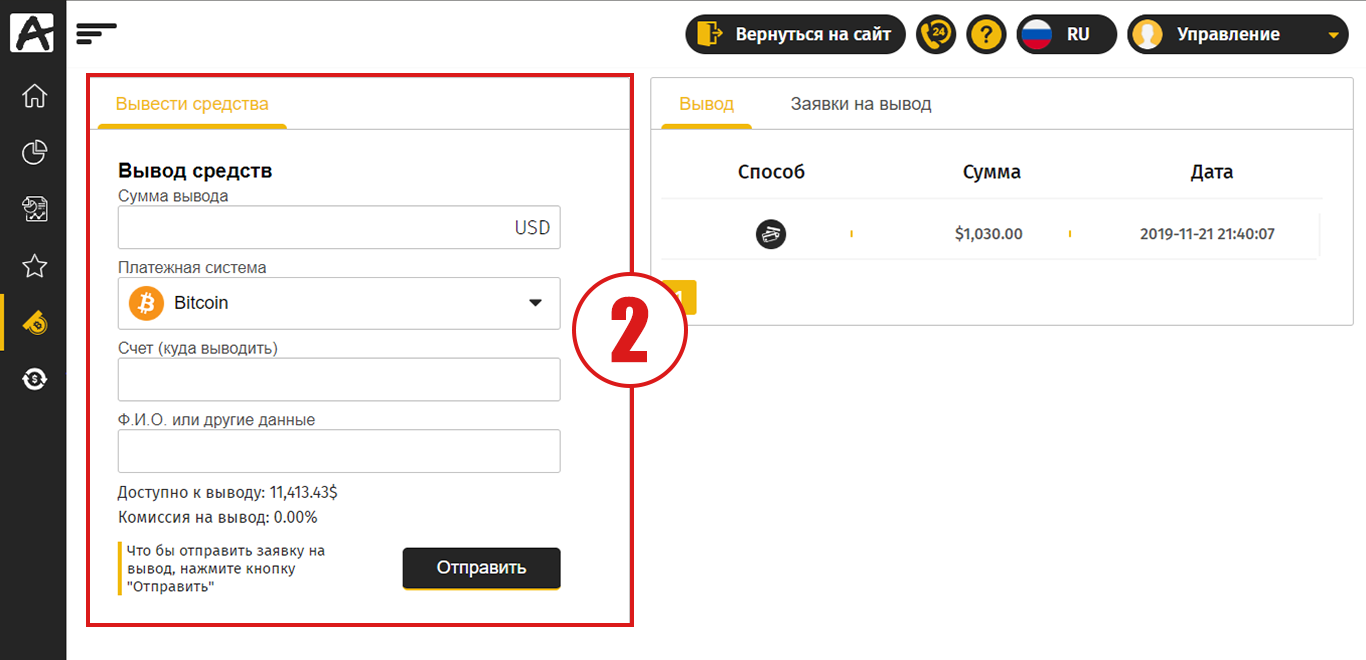 Вернуться на сайт
24
?
RU
Управление
Вывести средства
Вывод средств
Сумма вывода
USD
Платежная система
Bitcoin
Счет (куда выводить)
Ф.И.О. или другие данные
Доступно к выводу: 11,413.43$
Комиссия на вывод: 0.00%
Что бы отправить заявку на
вывод, нажмите кнопку
"Отправить"
Отправить
2
Вывод
Заявки на вывод
Способ
Сумма
Дата
$1,030.00
2019-11-21 21:40:07
1